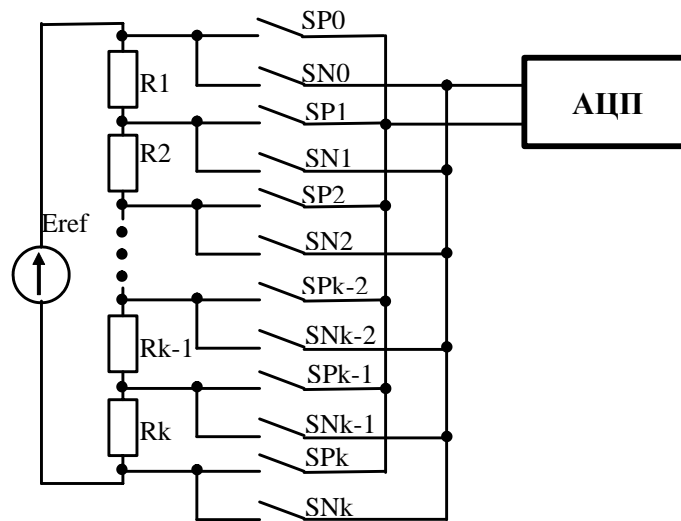 SP0
SN0
R1
АЦП
SP1
R2
SN1
SP2
Eref
SN2
SPk-2
SNk-2
Rk-1
SPk-1
SNk-1
Rk
SPk
SNk